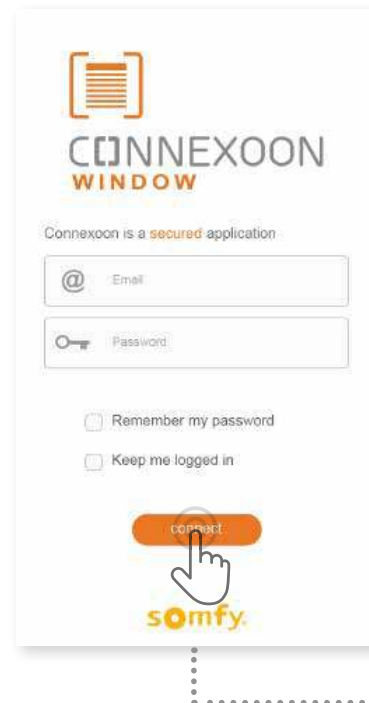 CONNEXOON
WINDOW
Connexoon is a secured application
@ Email
Password
Remember my password
Keep me logged in
connect
somfy.